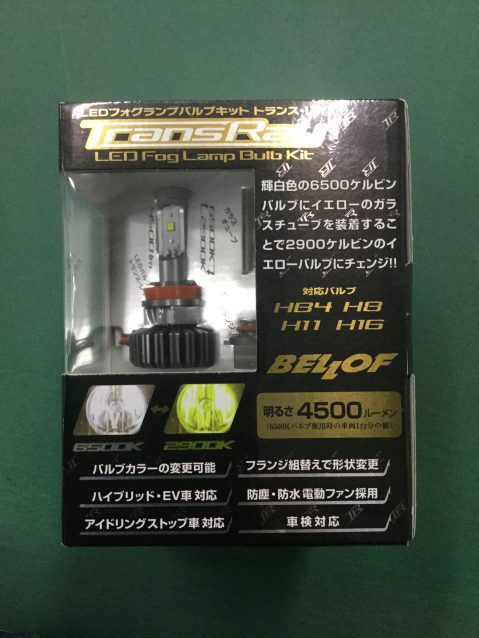 LEDフォグランプバルブキット トランス・
TransRay
LED Fog Lamp Bulb Kit
輝白色の6500ケルビン
バルブにイエローのガラ
スチューブを装着するこ
とで2900ケルビンのイ
エローバルブにチェンジ!!
対応バルブ
HB4 H8
H11 H16
BELLOF
明るさ 4500 ルーメン
(6500Kバルブ使用時の車両1台分の値)
6500K
2900K
バルブカラーの変更可能
フランジ組替えで形状変更
ハイブリッド・EV車対応
防塵・防水電動ファン採用
アイドリングストップ車対応
車検対応